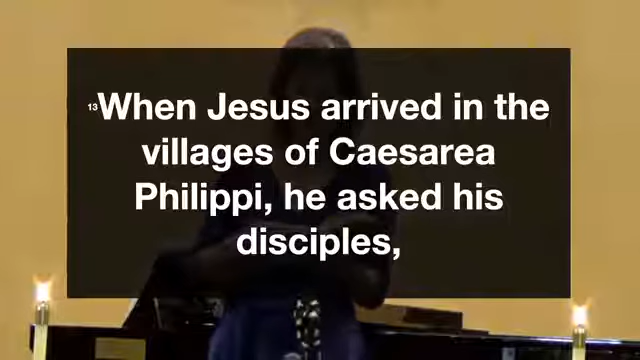 13When Jesus arrived in the
villages of Caesarea
Philippi, he asked his
disciples,